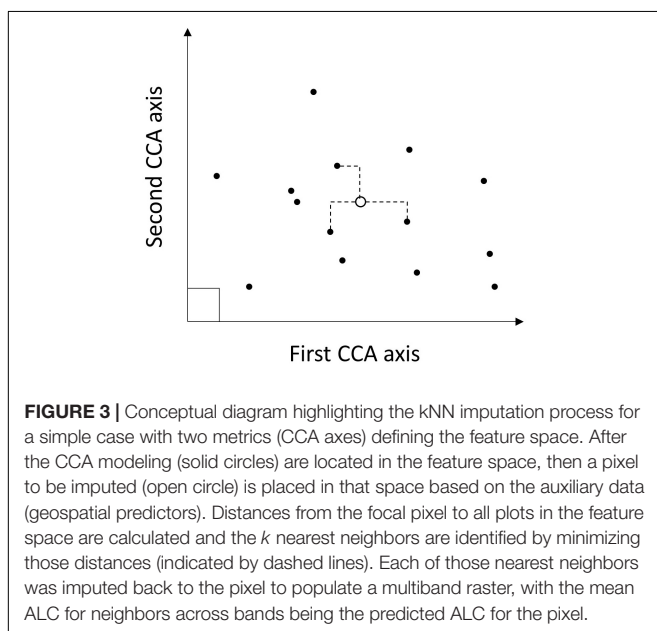 Second CCA axis
First CCA axis
FIGURE 3 | Conceptual diagram highlighting the kNN imputation process for
a simple case with two metrics (CCA axes) defining the feature space. After
the CCA modeling (solid circles) are located in the feature space, then a pixel
to be imputed (open circle) is placed in that space based on the auxiliary data
(geospatial predictors). Distances from the focal pixel to all plots in the feature
space are calculated and the k nearest neighbors are identified by minimizing
those distances (indicated by dashed lines). Each of those nearest neighbors
was imputed back to the pixel to populate a multiband raster, with the mean
ALC for neighbors across bands being the predicted ALC for the pixel.